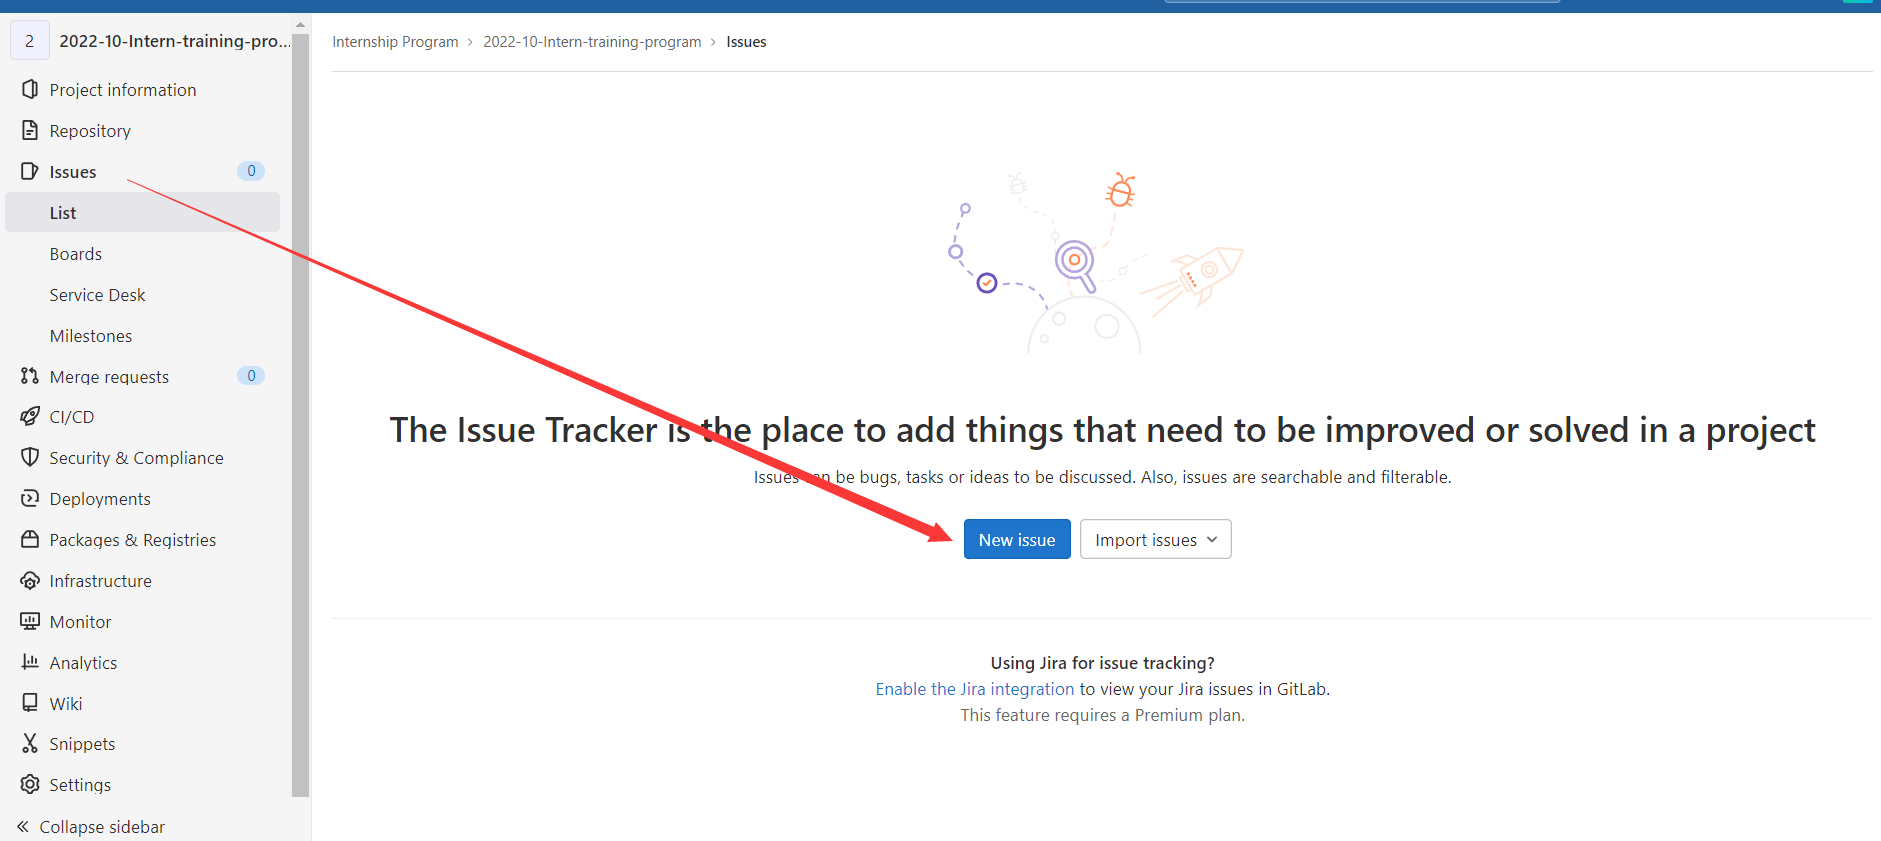 2
2022-10-Intern-training-pro...
Project information
Repository
Issues 0
List
Boards
Service Desk
Milestones
Merge requests 0
CI/CD
Security & Compliance
Deployments
Packages & Registries
Infrastructure
Monitor
Analytics
Wiki
Snippets
Settings
Collapse sidebar
Internship Program › 2022-10-Intern-training-program › Issues
The Issue Tracker is the place to add things that need to be improved or solved in a project
Issues can be bugs, tasks or ideas to be discussed. Also, issues are searchable and filterable.
New issue
Import issues
Using Jira for issue tracking?
Enable the Jira integration to view your Jira issues in GitLab.
This feature requires a Premium plan.